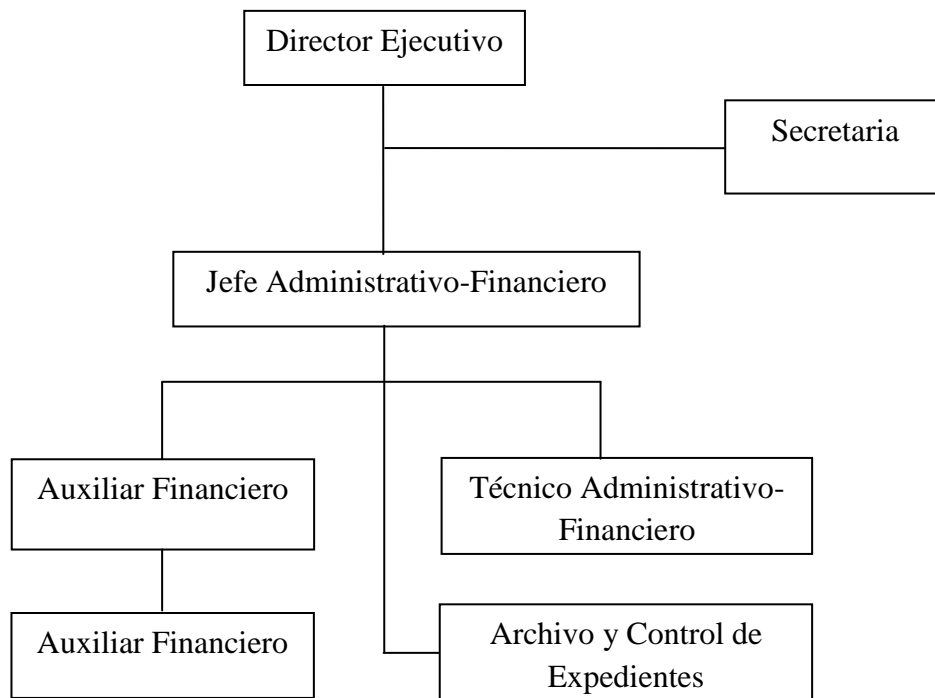 Director Ejecutivo
Secretaria
Jefe Administrativo-Financiero
Auxiliar Financiero
Técnico Administrativo-
Financiero
Auxiliar Financiero
Archivo y Control de
Expedientes